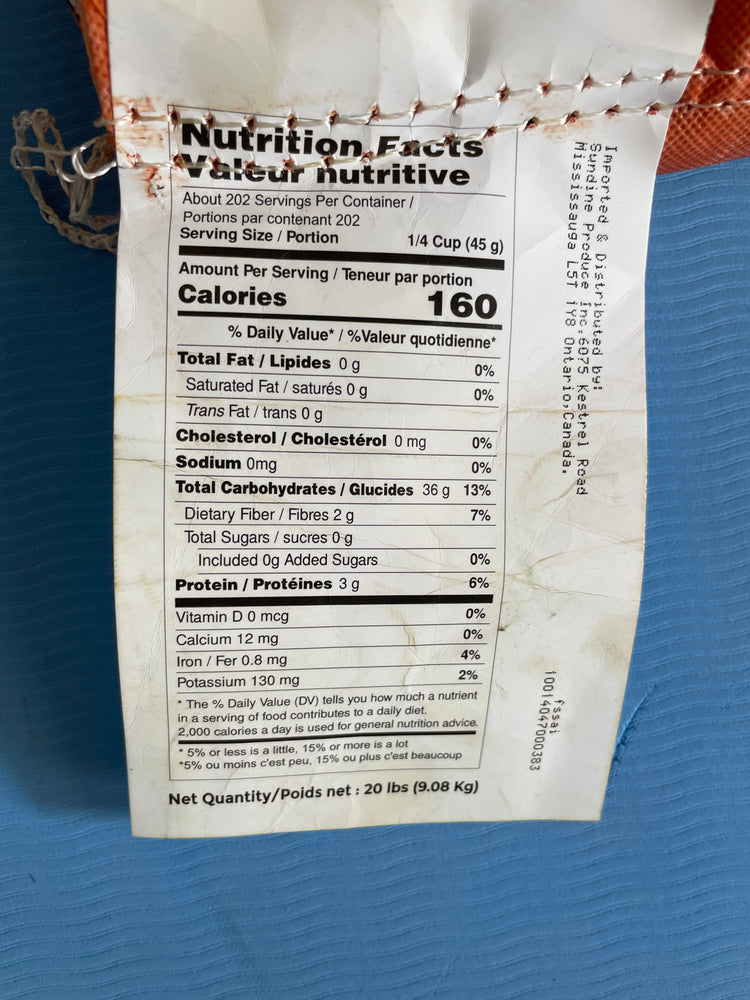 Nutrition Facts
Valeur nutritive
About 202 Servings Per Container /
Portions par contenant 202
Serving Size / Portion 1/4 Cup (45 g)
Amount Per Serving / Teneur par portion
Calories 160
% Daily Value* / %Valeur quotidienne*
Total Fat / Lipides 0 g 0%
Saturated Fat / saturés 0 g 0%
Trans Fat / trans 0 g
Cholesterol / Cholestérol 0 mg 0%
Sodium 0mg 0%
Total Carbohydrates / Glucides 36 g 13%
Dietary Fiber / Fibres 2 g 7%
Total Sugars / sucres 0 g
Included 0g Added Sugars 0%
Protein / Protéines 3 g 6%
Vitamin D 0 mcg 0%
Calcium 12 mg 0%
Iron / Fer 0.8 mg 4%
Potassium 130 mg 2%
* The % Daily Value (DV) tells you how much a nutrient
in a serving of food contributes to a daily diet.
2,000 calories a day is used for general nutrition advice.
* 5% or less is a little, 15% or more is a lot
*5% ou moins c'est peu, 15% ou plus c'est beaucoup
Net Quantity/Poids net : 20 lbs (9.08 Kg)
Imported & Distributed by:
Sundine Produce Inc.6075 Kestrel Road
Mississauga L5T 1Y8 Ontario,Canada.
fssai
10014047000383